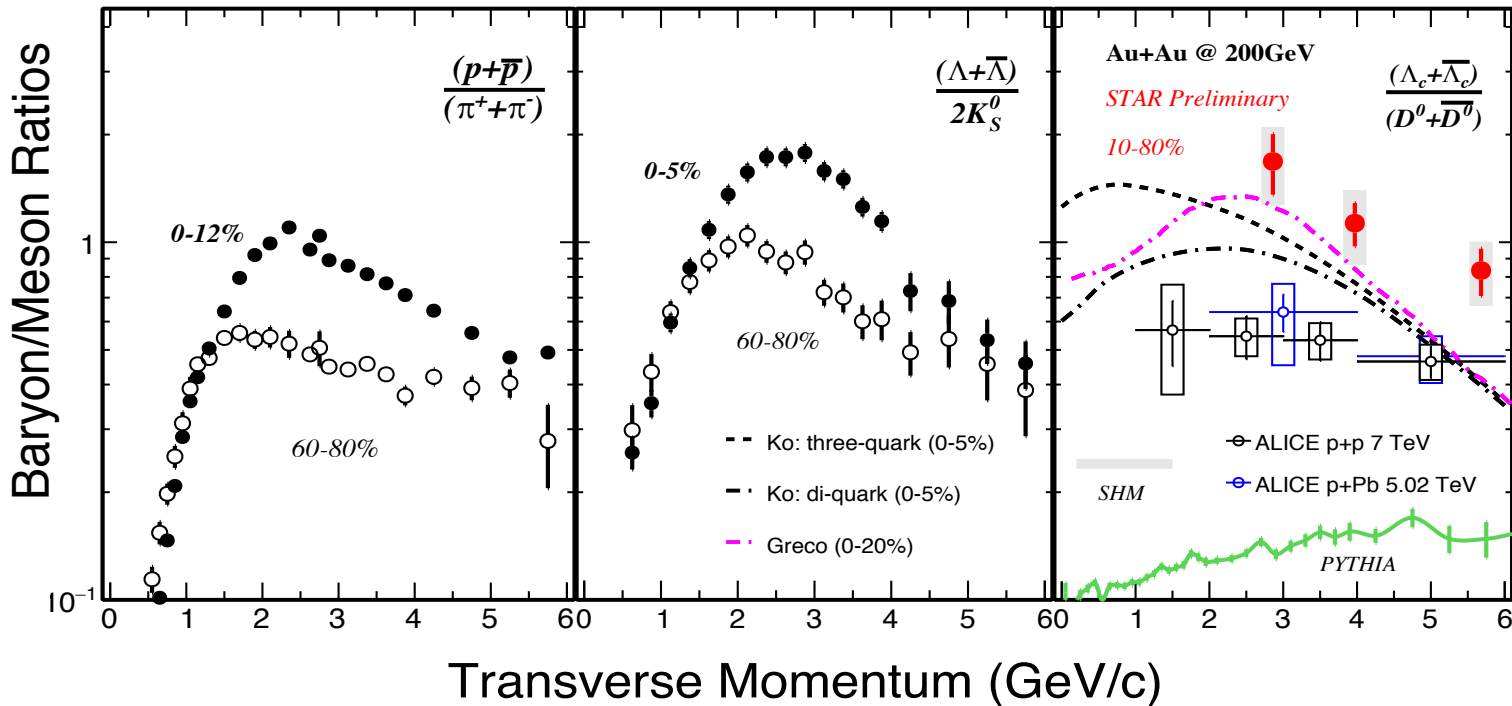 Baryon/Meson Ratios
1
10⁻¹
(p+p̅)
(π⁺+π⁻)
0-12%
60-80%
0 1 2 3 4 5 6
(Λ+Λ̅)
2K⁰_S
0-5%
60-80%
Ko: three-quark (0-5%)
Ko: di-quark (0-5%)
Greco (0-20%)
0 1 2 3 4 5 6
Au+Au @ 200GeV
STAR Preliminary
10-80%
(Λ_c+Λ̅_c)
(D⁰+D̅⁰)
ALICE p+p 7 TeV
ALICE p+Pb 5.02 TeV
SHM
PYTHIA
0 1 2 3 4 5 6
Transverse Momentum (GeV/c)